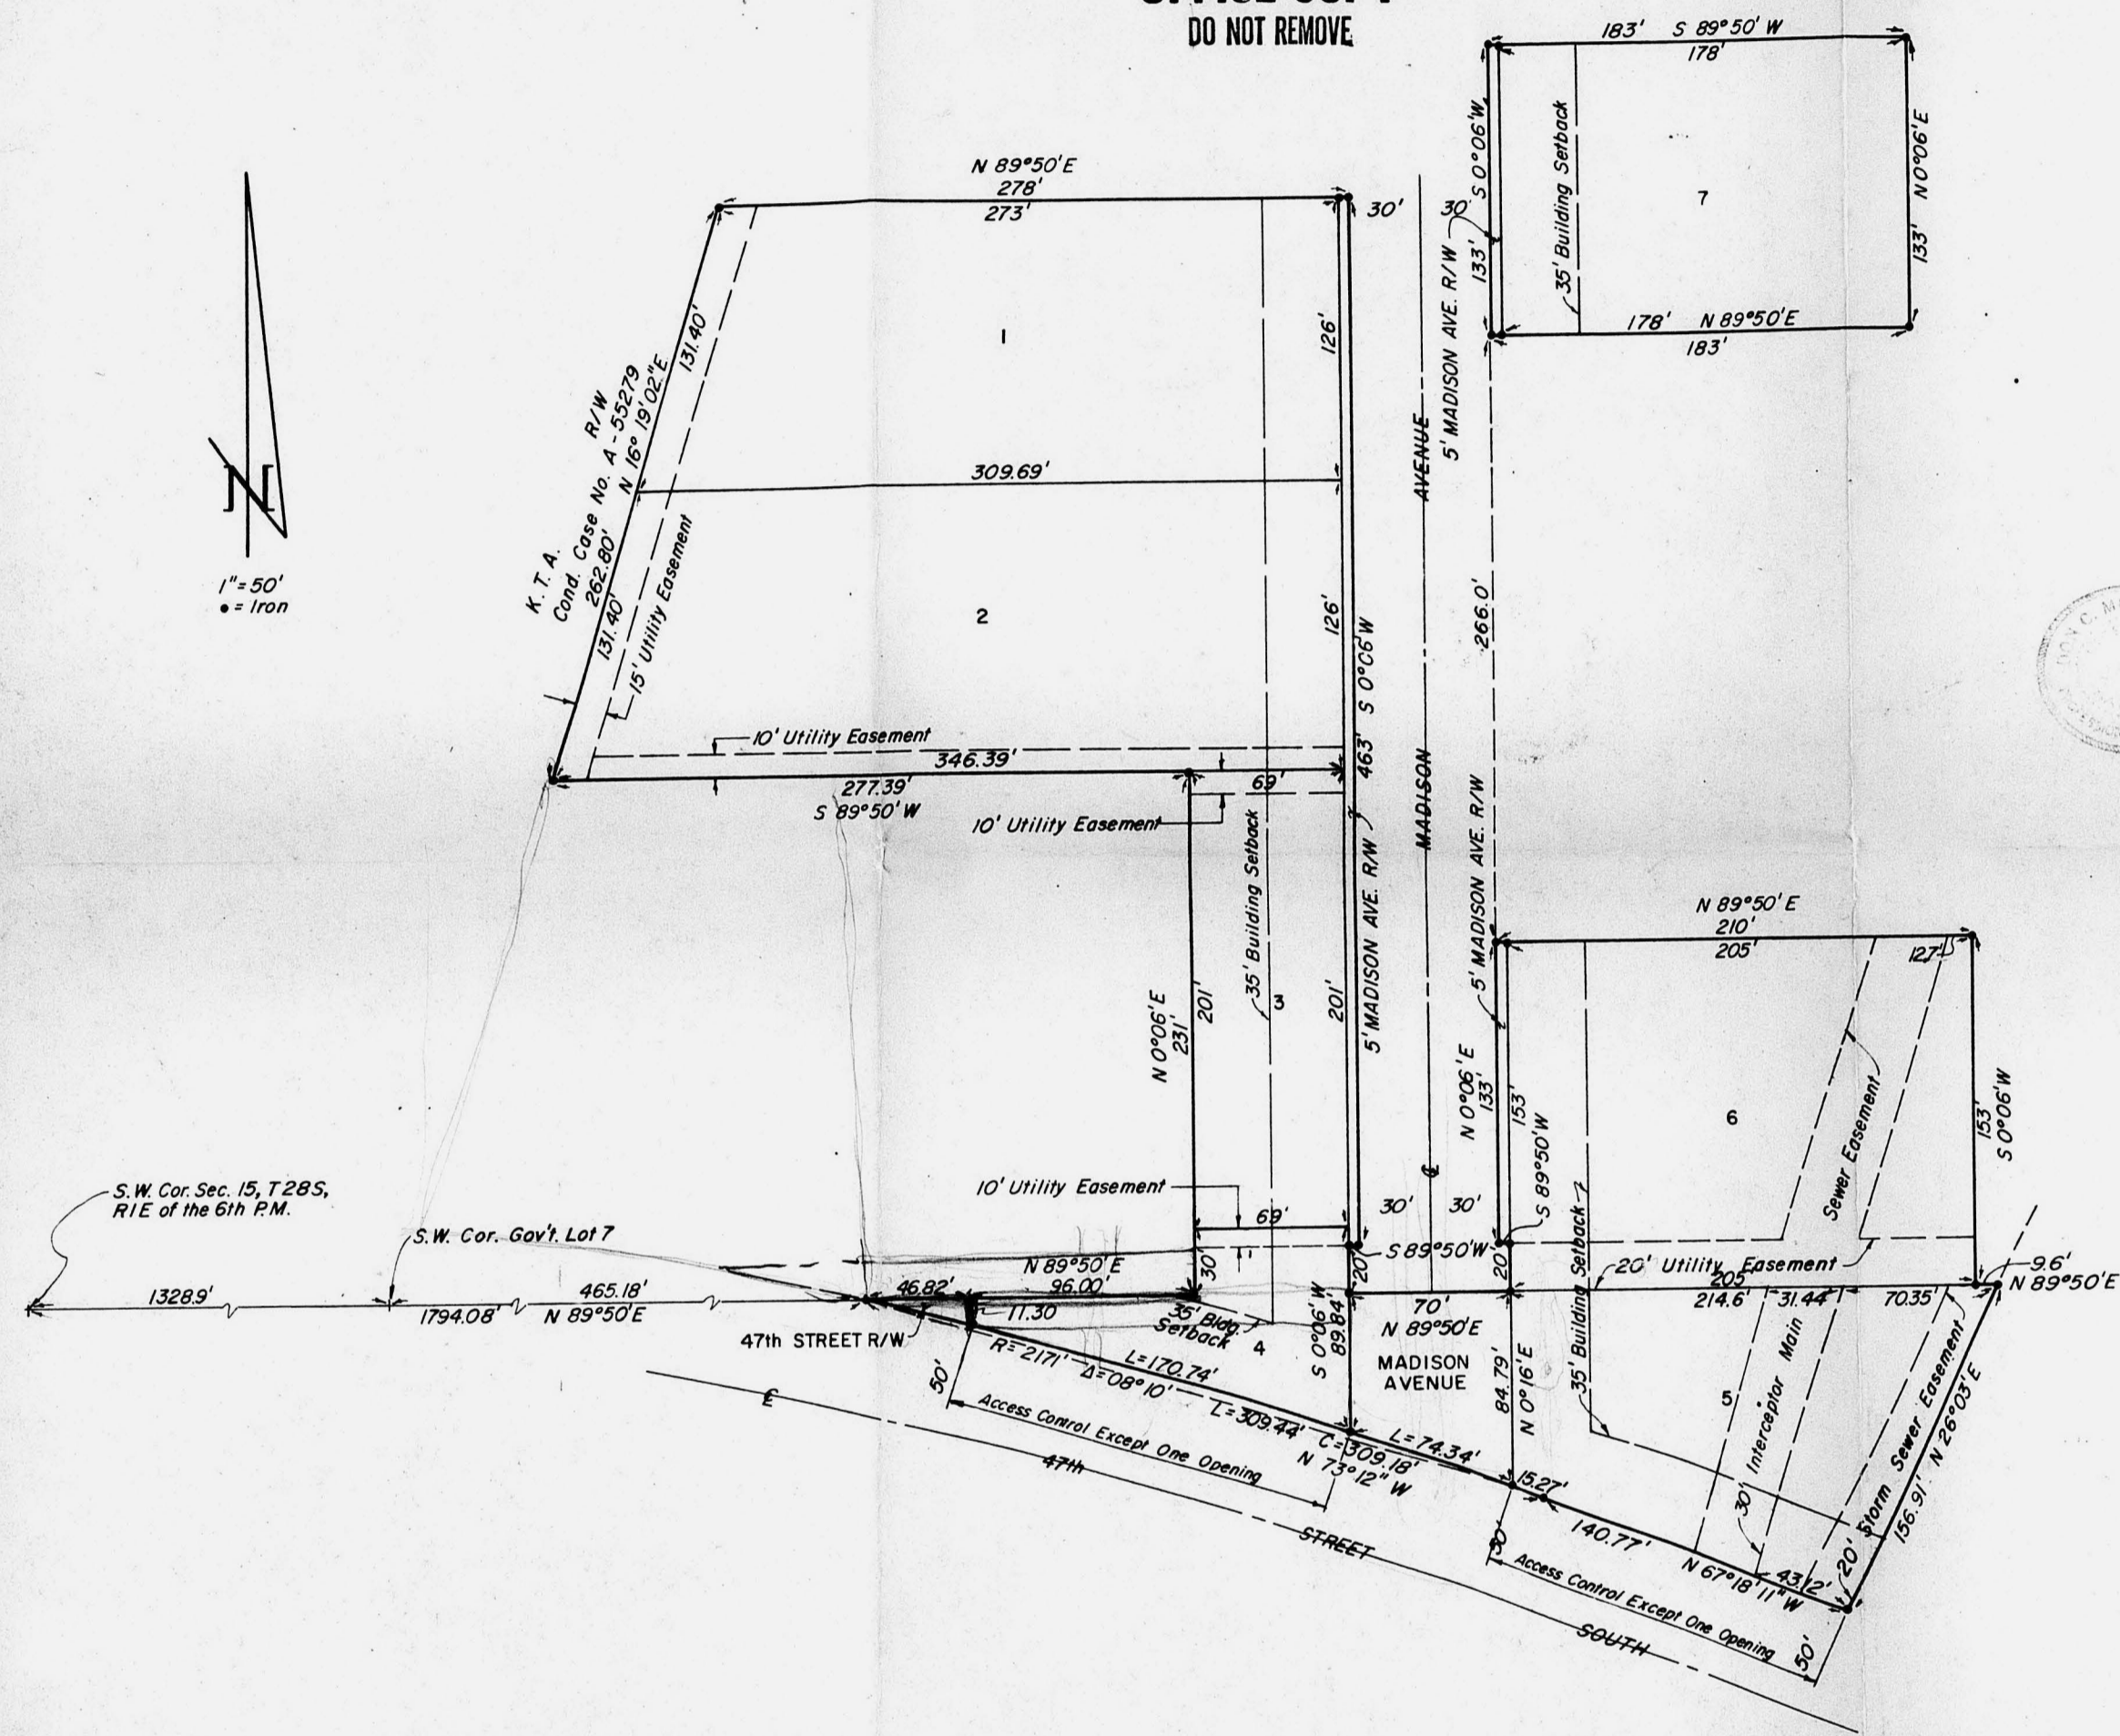 DO NOT REMOVE
183' S 89°50' W
178'
S 0°06'W
133'
35' Building Setback
7
N 0°06'E
133'
178' N 89°50'E
183'
N 89°50'E
278'
273'
30'
30'
5' MADISON AVE. R/W
1
126'
131.40'
R/W
K.T.A. Cond. Case No. A-55279
N 16° 19' 02" E
262.80'
309.69'
N
1"=50'
● = Iron
2
126'
131.40'
15' Utility Easement
AVENUE
266.0'
463' S 0°06'W
10' Utility Easement
346.39'
277.39'
69'
S 89°50' W
10' Utility Easement
MADISON
5' MADISON AVE. R/W
5' MADISON AVE. R/W
35' Building Setback
3
N 0°06'E
231'
201'
201'
N 89°50'E
210'
205'
127'
N 0°06'E
133'
153'
S 89°50'W
6
Sewer Easement
153'
S 0°06'W
S.W. Cor. Sec. 15, T28S,
R1E of the 6th P.M.
S.W. Cor. Gov't. Lot 7
10' Utility Easement
69'
℄
30'
30'
S 89°50'W
20'
20'
35' Building Setback
20' Utility Easement
205'
9.6'
N 89°50'E
1328.9'
465.18'
1794.08' N 89°50'E
46.82'
N 89°50'E
96.00'
11.30
30'
47th STREET R/W
35' Bldg.
Setback
4
S 0°06'W
89.84'
70'
N 89°50'E
MADISON
AVENUE
84.79'
N 0°16'E
214.6'
31.44'
70.35'
5
30' Interceptor Main
20' Storm Sewer Easement
156.91' N 26°03'E
R=2171' Δ=08°10'
L=170.74'
L=309.44'
C=309.18'
N 73°12" W
L=74.34'
15.27'
140.77'
N 67°18'11" W
43.12'
50'
Access Control Except One Opening
50'
Access Control Except One Opening
50'
℄
47th
STREET
SOUTH